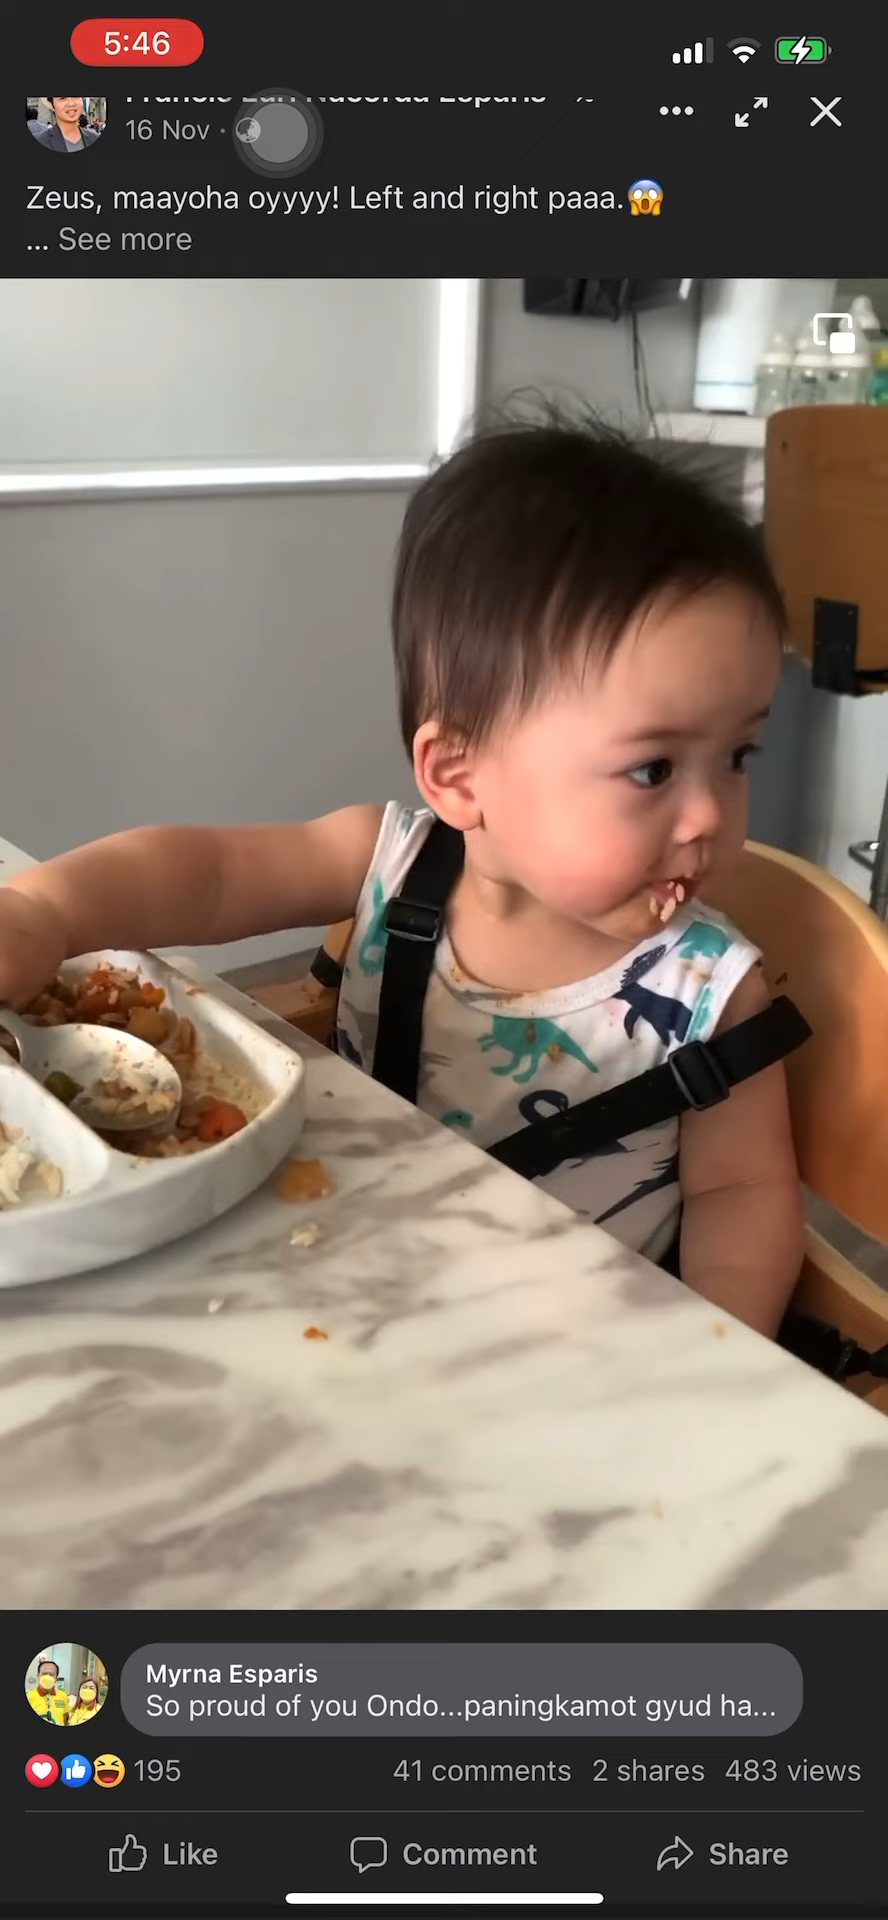 5:46
16 Nov ·
Zeus, maayoha oyyyy! Left and right paaa.😱
... See more
Myrna Esparis
So proud of you Ondo...paningkamot gyud ha...
195
41 comments 2 shares 483 views
Like
Comment
Share